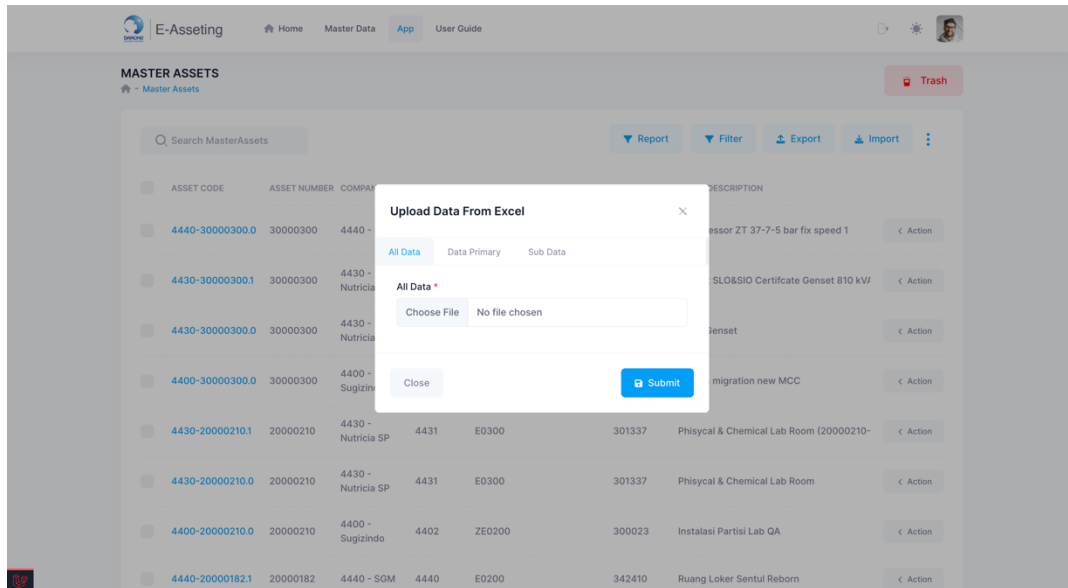 DANONE
E-Asseting
Home
Master Data
App
User Guide
MASTER ASSETS
- Master Assets
Trash
Search MasterAssets
Report
Filter
Export
Import
ASSET CODE ASSET NUMBER DESCRIPTION
4440-30000300.0 30000300 4440 - ZT 37-7-5 bar fix speed 1 Action
4430-30000300.1 30000300 4430 - SLO&SIO Certifcate Genset 810 Action
4430-30000300.0 30000300 4430 - Genset Action
4400-30000300.0 30000300 4400 - migration new MCC Action
Upload Data From Excel
All Data Data Primary Sub Data
All Data *
Choose File No file chosen
Close Submit
4430-20000210.1 20000210 4430 - Nutricia SP 4431 E0300 301337 Phisycal & Chemical Lab Room (20000210- Action
4430-20000210.0 20000210 4430 - Nutricia SP 4431 E0300 301337 Phisycal & Chemical Lab Room Action
4400-20000210.0 20000210 4400 - Sugizindo 4402 ZE0200 300023 Instalasi Partisi Lab QA Action
4440-20000182.1 20000182 4440 - SGM 4440 E0200 342410 Ruang Loker Sentul Reborn Action